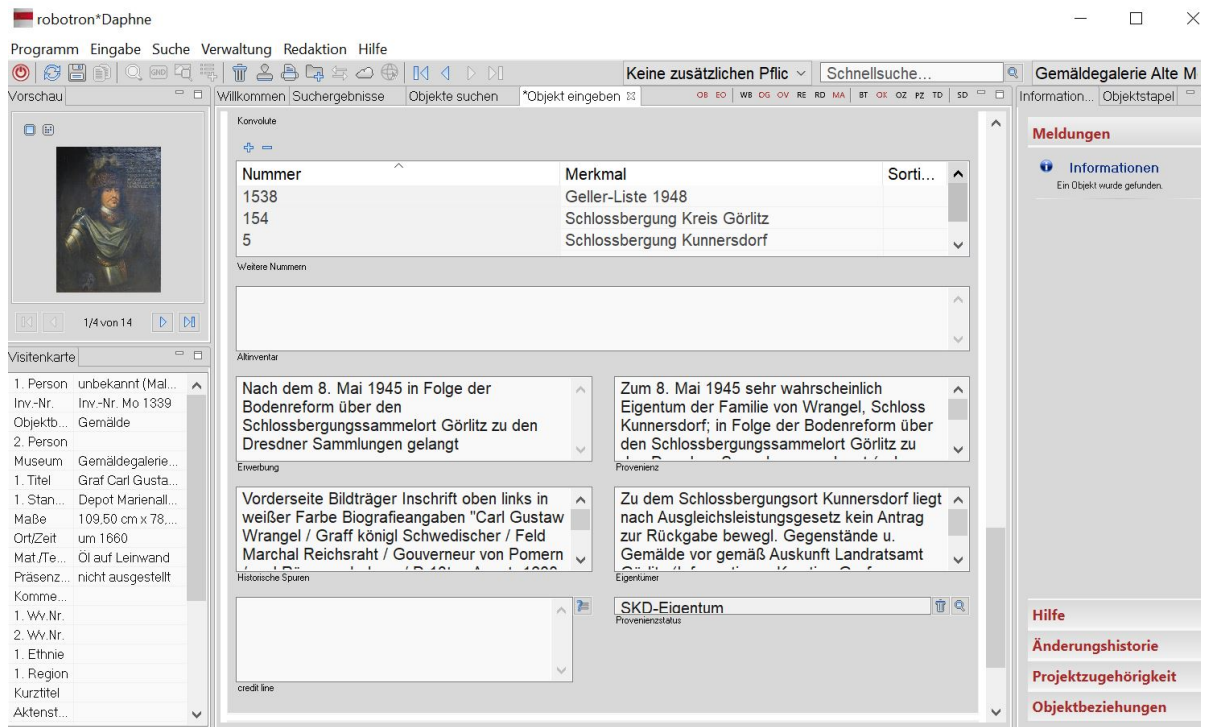 robotron*Daphne
Programm Eingabe Suche Verwaltung Redaktion Hilfe
GND
Keine zusätzlichen Pflic
Schnellsuche...
Gemäldegalerie Alte M
Vorschau
Willkommen Suchergebnisse Objekte suchen *Objekt eingeben
OB EO WB OG OV RE RD MA BT OX OZ PZ TD SD
Information... Objektstapel
1/4 von 14
Visitenkarte
1. Person unbekannt (Mal...
Inv.-Nr. Inv.-Nr. Mo 1339
Objektb... Gemälde
2. Person
Museum Gemäldegalerie...
1. Titel Graf Carl Gusta...
1. Stan... Depot Marienall...
Maße 109,50 cm x 78,...
Ort/Zeit um 1660
Mat./Te... Öl auf Leinwand
Präsenz... nicht ausgestellt
Komme...
1. Wv.Nr.
2. Wv.Nr.
1. Ethnie
1. Region
Kurztitel
Aktenst...
Konvolute
Nummer Merkmal Sorti...
1538 Geller-Liste 1948
154 Schlossbergung Kreis Görlitz
5 Schlossbergung Kunnersdorf
Weitere Nummern
Altinventar
Nach dem 8. Mai 1945 in Folge der
Bodenreform über den
Schlossbergungssammelort Görlitz zu den
Dresdner Sammlungen gelangt
Erwerbung
Zum 8. Mai 1945 sehr wahrscheinlich
Eigentum der Familie von Wrangel, Schloss
Kunnersdorf; in Folge der Bodenreform über
den Schlossbergungssammelort Görlitz zu
Provenienz
Vorderseite Bildträger Inschrift oben links in
weißer Farbe Biografieangaben "Carl Gustaw
Wrangel / Graff königl Schwedischer / Feld
Marchal Reichsraht / Gouverneur von Pomern
Historische Spuren
Zu dem Schlossbergungsort Kunnersdorf liegt
nach Ausgleichsleistungsgesetz kein Antrag
zur Rückgabe bewegl. Gegenstände u.
Gemälde vor gemäß Auskunft Landratsamt
Eigentümer
credit line
SKD-Eigentum
Provenienzstatus
Meldungen
Informationen
Ein Objekt wurde gefunden.
Hilfe
Änderungshistorie
Projektzugehörigkeit
Objektbeziehungen